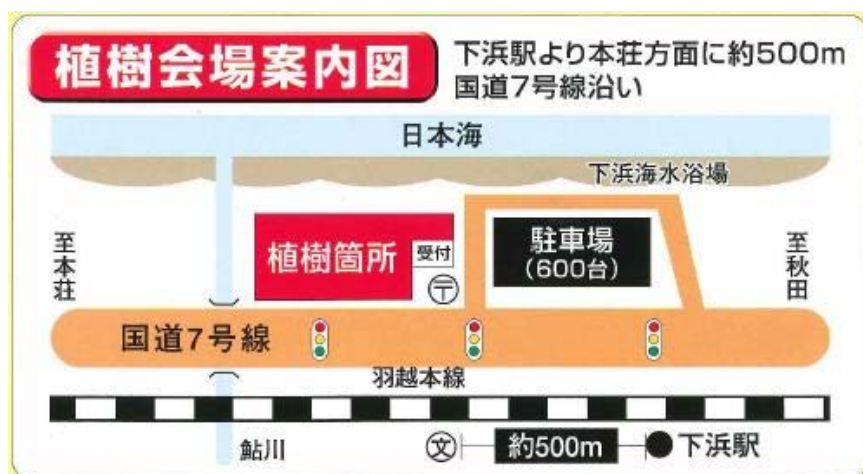 植樹会場案内図
下浜駅より本荘方面に約500m
国道7号線沿い
日本海
下浜海水浴場
至本荘
植樹箇所
受付
〒
駐車場
(600台)
至秋田
国道7号線
羽越本線
鮎川
文
約500m
下浜駅